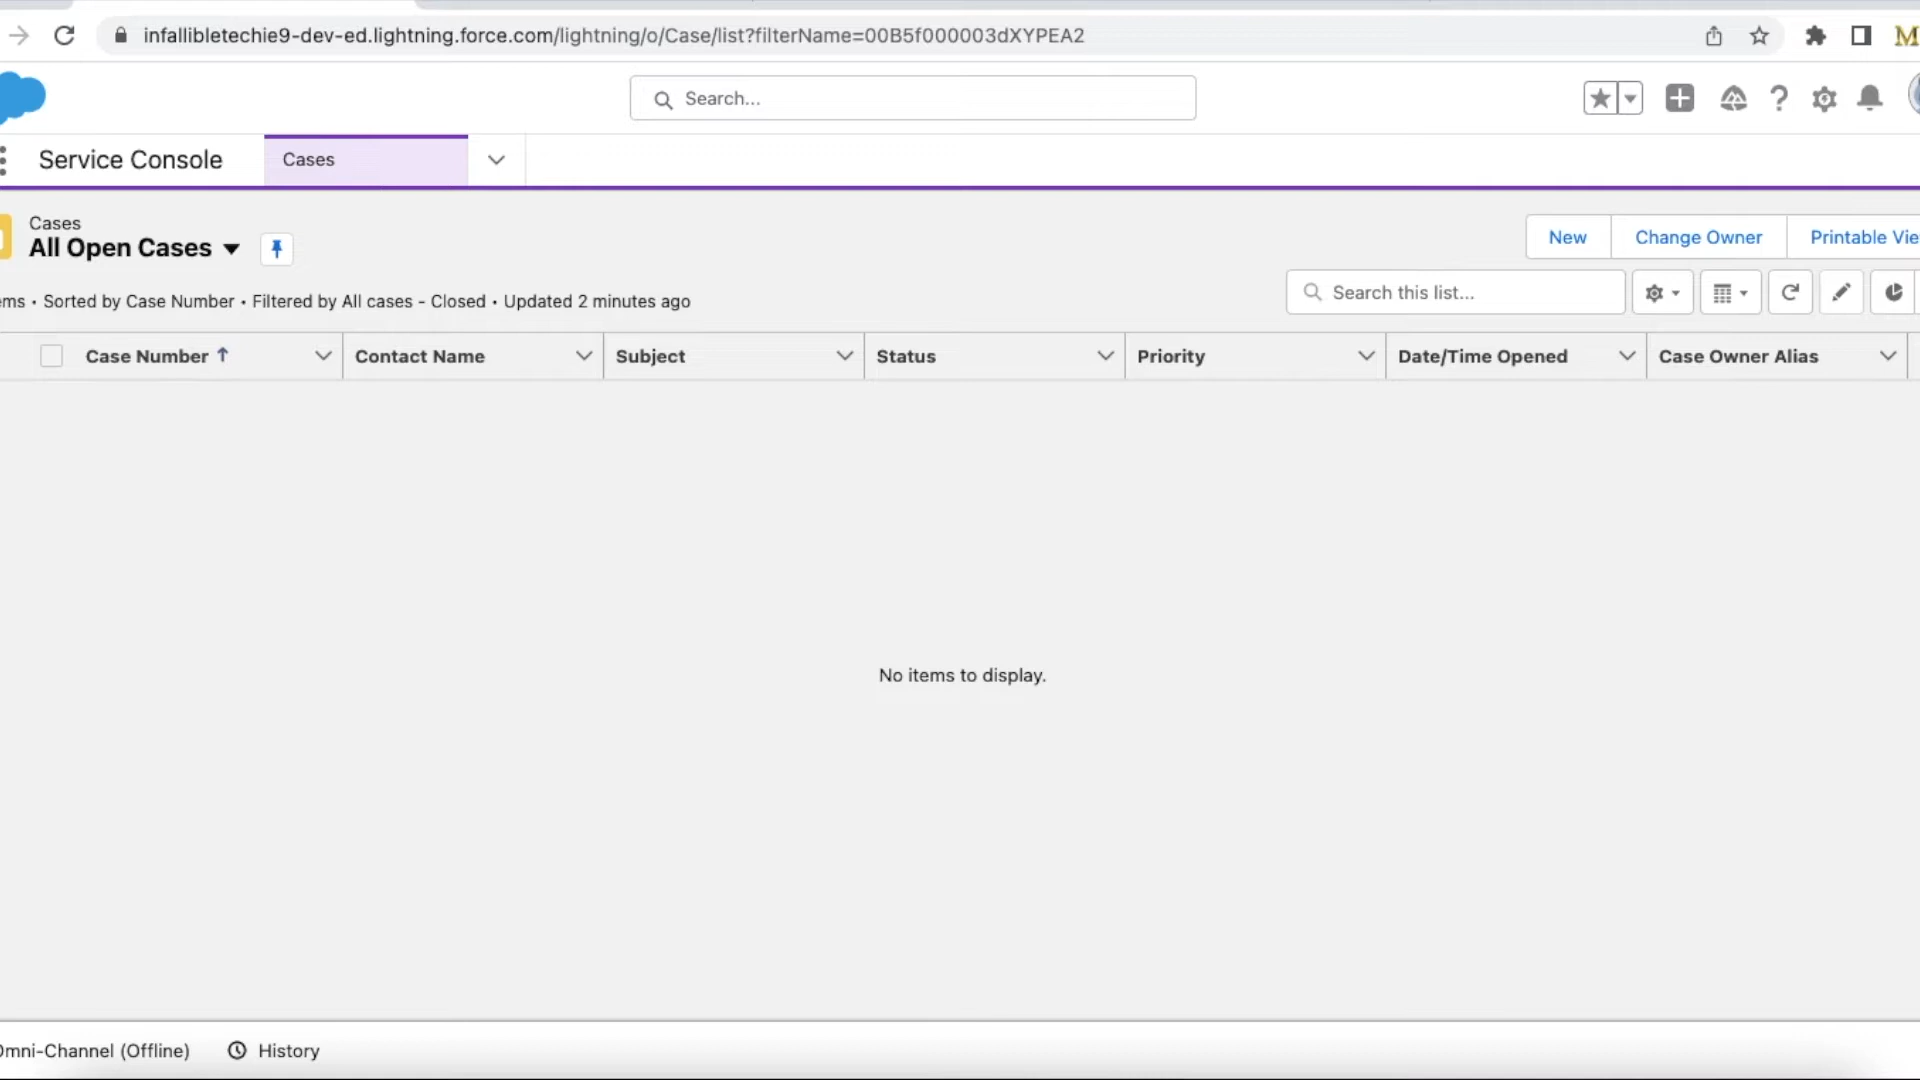 infallibletechie9-dev-ed.lightning.force.com/lightning/o/Case/list?filterName=00B5f000003dXYPEA2
M
Search...
Service Console
Cases
Cases
All Open Cases
New
Change Owner
Printable Vie
ems • Sorted by Case Number • Filtered by All cases - Closed • Updated 2 minutes ago
Search this list...
Case Number
Contact Name
Subject
Status
Priority
Date/Time Opened
Case Owner Alias
No items to display.
Omni-Channel (Offline)
History